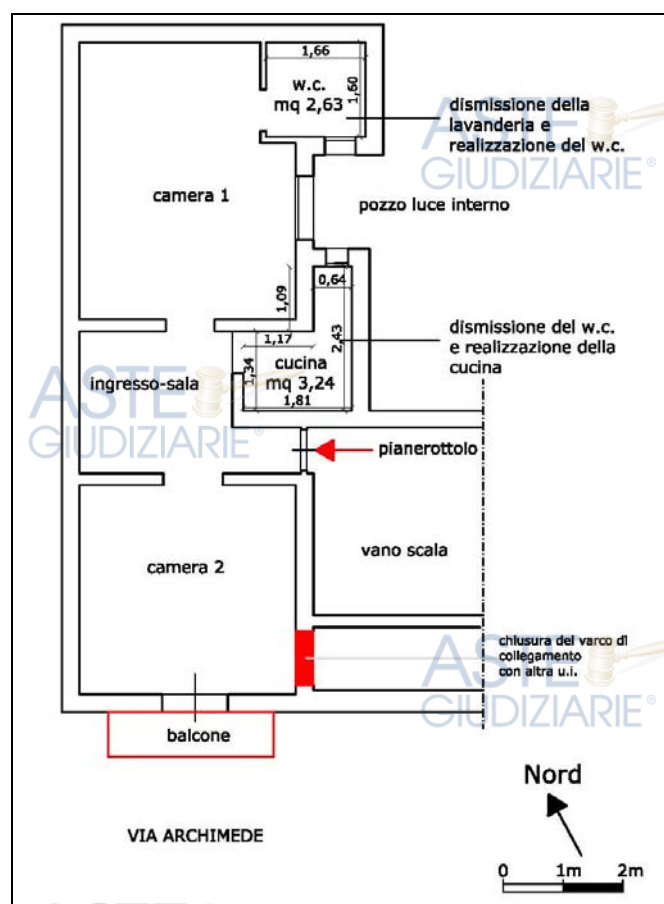 1,66
w.c.
mq 2,63
1,60
dismissione della
lavanderia e
realizzazione del w.c.
ASTE
GIUDIZIARIE®
camera 1
pozzo luce interno
0,64
1,09
2,43
dismissione del w.c.
e realizzazione della
cucina
1,17
1,34
cucina
mq 3,24
1,81
ingresso-sala
ASTE
GIUDIZIARIE®
pianerottolo
vano scala
camera 2
chiusura del varco di
collegamento
con altra u.i.
ASTE
GIUDIZIARIE®
balcone
Nord
VIA ARCHIMEDE
0 1m 2m